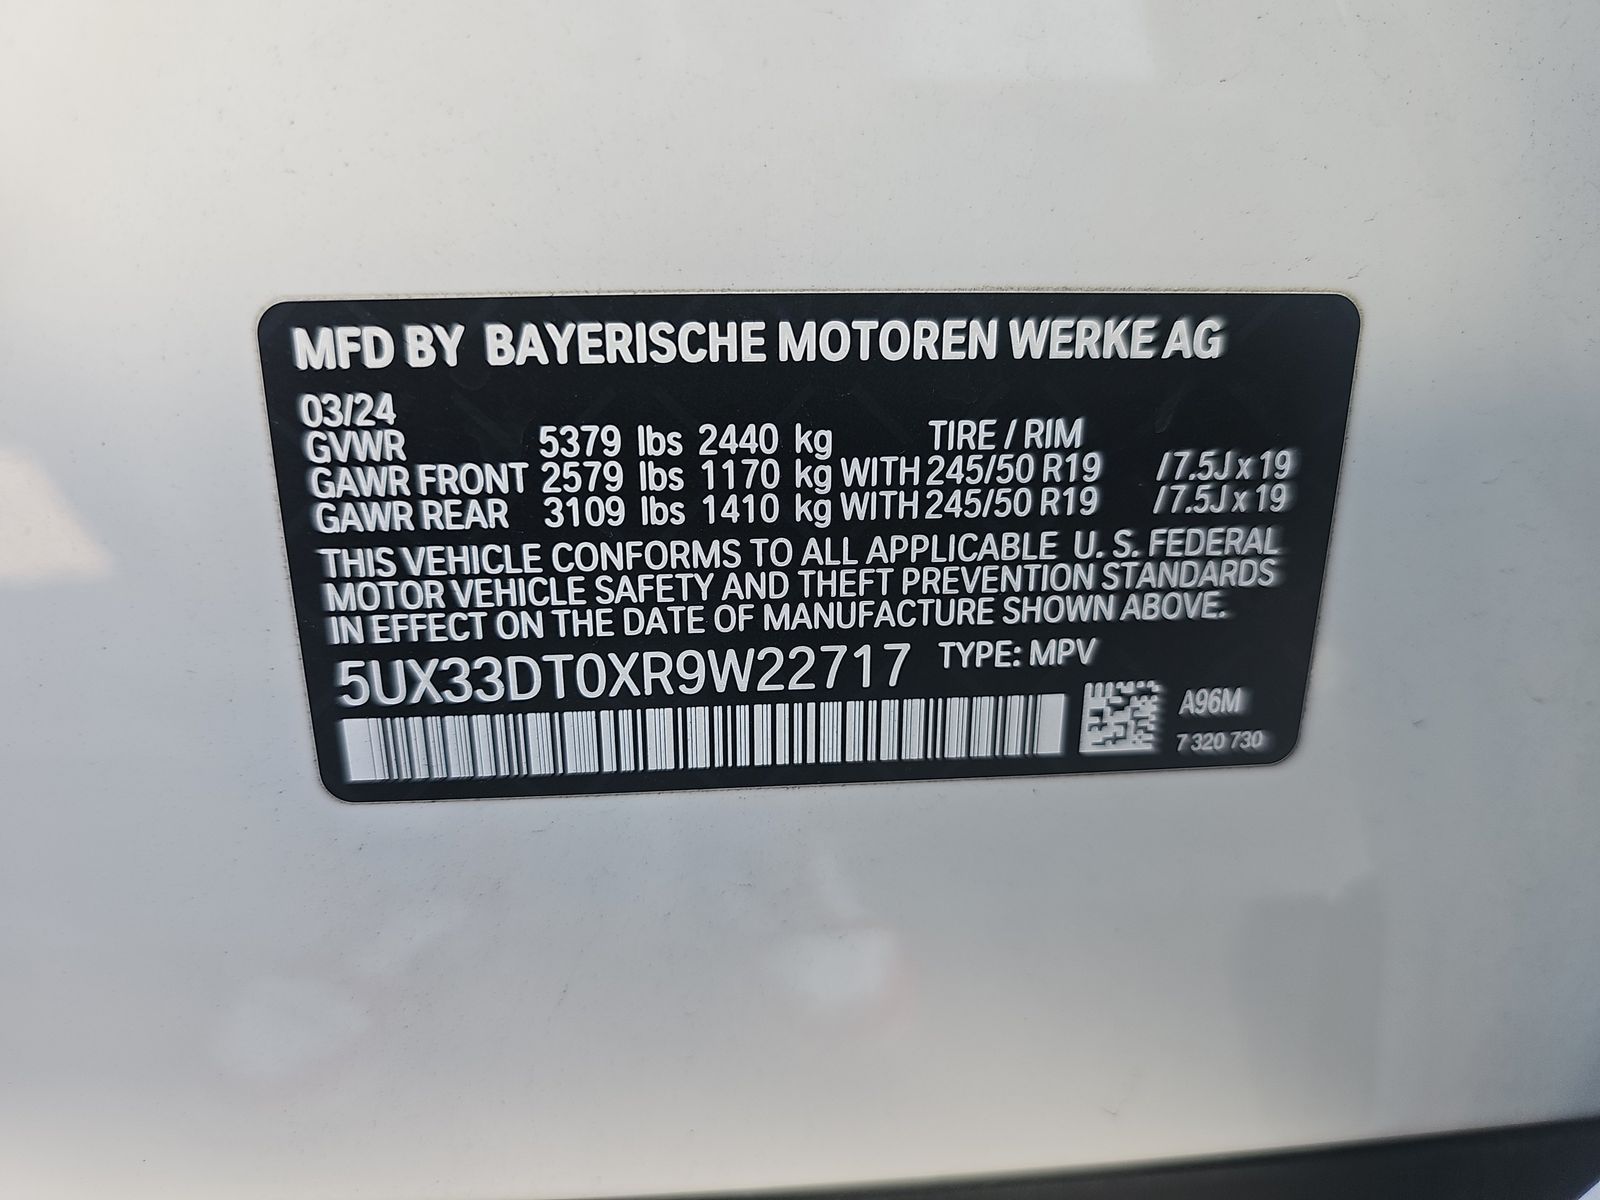 MFD BY BAYERISCHE MOTOREN WERKE AG
03/24
GVWR 5379 lbs 2440 kg TIRE / RIM
GAWR FRONT 2579 lbs 1170 kg WITH 245/50 R19 /7.5J x 19
GAWR REAR 3109 lbs 1410 kg WITH 245/50 R19 /7.5J x 19
THIS VEHICLE CONFORMS TO ALL APPLICABLE U. S. FEDERAL
MOTOR VEHICLE SAFETY AND THEFT PREVENTION STANDARDS
IN EFFECT ON THE DATE OF MANUFACTURE SHOWN ABOVE.
5UX33DT0XR9W22717 TYPE: MPV
A96M
7 320 730